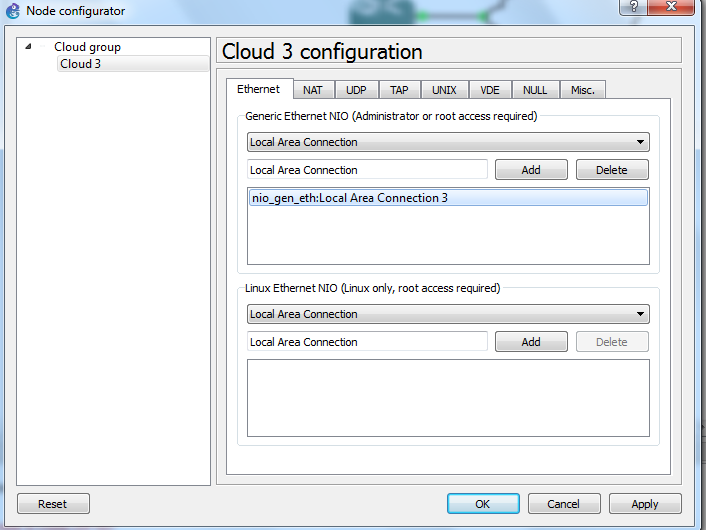 Node configurator
?
Cloud group
Cloud 3
Cloud 3 configuration
Ethernet NAT UDP TAP UNIX VDE NULL Misc.
Generic Ethernet NIO (Administrator or root access required)
Local Area Connection
Local Area Connection Add Delete
nio_gen_eth:Local Area Connection 3
Linux Ethernet NIO (Linux only, root access required)
Local Area Connection
Local Area Connection Add Delete
Reset OK Cancel Apply